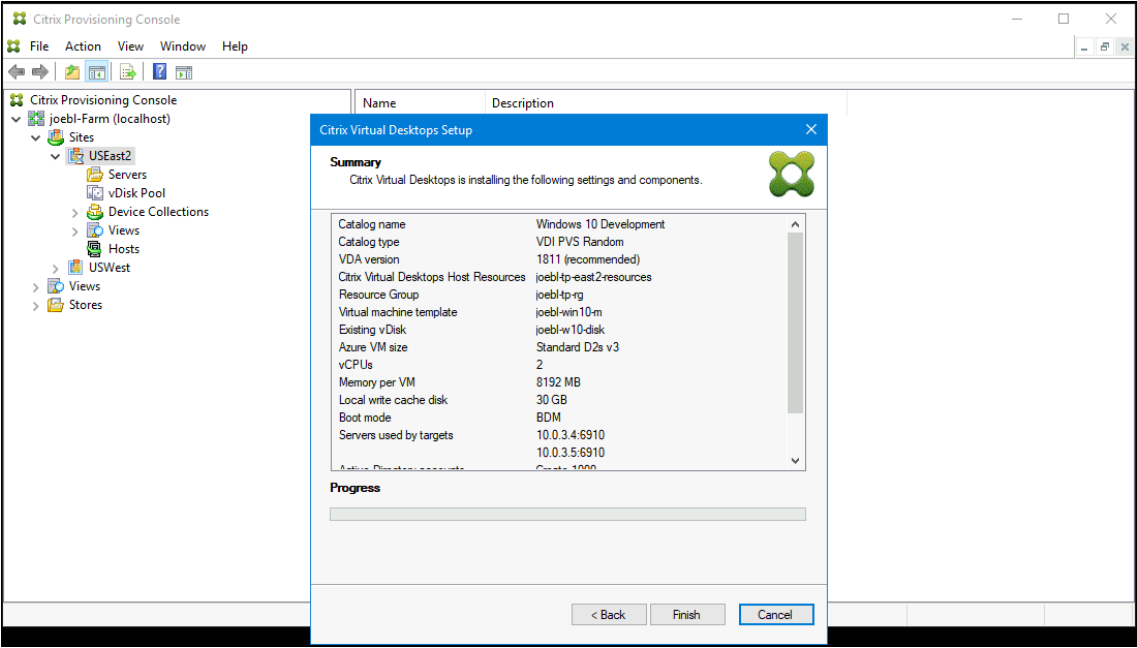 Citrix Provisioning Console
File Action View Window Help
Citrix Provisioning Console
joebl-Farm (localhost)
Sites
USEast2
Servers
vDisk Pool
Device Collections
Views
Hosts
USWest
Views
Stores
Name Description
Citrix Virtual Desktops Setup
Summary
Citrix Virtual Desktops is installing the following settings and components.
Catalog name Windows 10 Development
Catalog type VDI PVS Random
VDA version 1811 (recommended)
Citrix Virtual Desktops Host Resources joebl-tp-east2-resources
Resource Group joebl-tp-rg
Virtual machine template joebl-win10-m
Existing vDisk joebl-w10-disk
Azure VM size Standard D2s v3
vCPUs 2
Memory per VM 8192 MB
Local write cache disk 30 GB
Boot mode BDM
Servers used by targets 10.0.3.4:6910
10.0.3.5:6910
Active Directory accounts Create 1000
Progress
< Back Finish Cancel